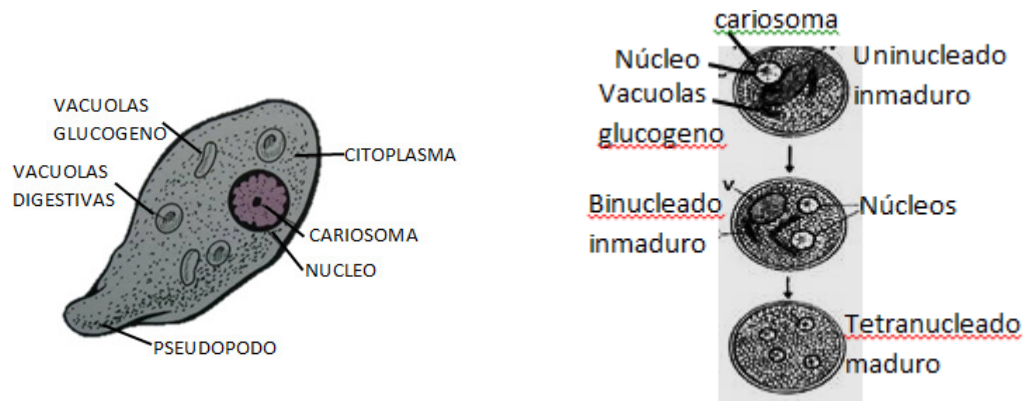 VACUOLAS
GLUCOGENO
VACUOLAS
DIGESTIVAS
CITOPLASMA
CARIOSOMA
NUCLEO
PSEUDOPODO
cariosoma
Núcleo
Vacuolas
glucogeno
Uninucleado
inmaduro
Binucleado
inmaduro
Núcleos
Tetranucleado
maduro